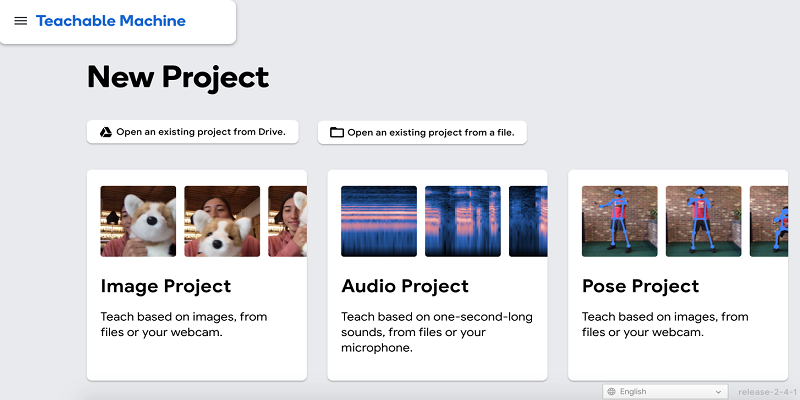 Teachable Machine
New Project
Open an existing project from Drive.
Open an existing project from a file.
Image Project
Teach based on images, from
files or your webcam.
Audio Project
Teach based on one-second-long
sounds, from files or your
microphone.
Pose Project
Teach based on images, from
files or your webcam.
English
release-2-4-1